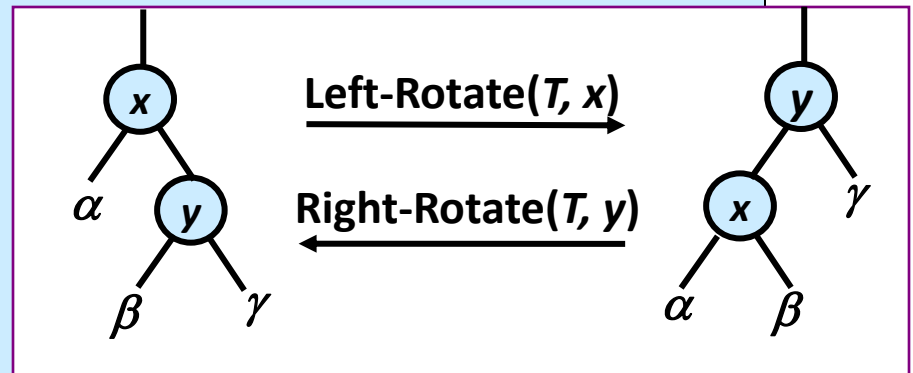 x
y
Left-Rotate(T, x)
α
y
x
γ
Right-Rotate(T, y)
β
γ
α
β